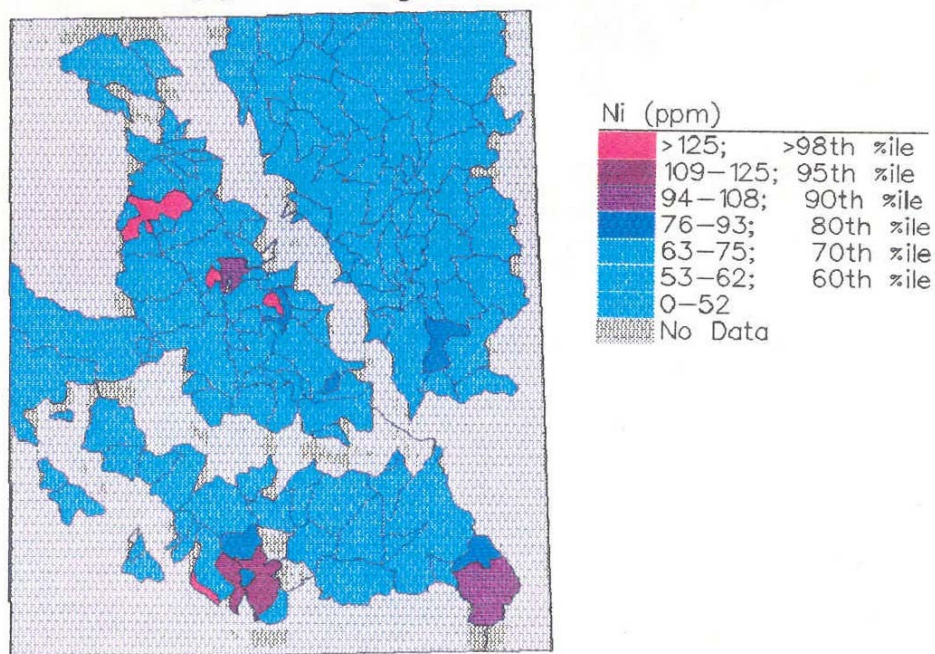 Ni (ppm)
>125; >98th %ile
109-125; 95th %ile
94-108; 90th %ile
76-93; 80th %ile
63-75; 70th %ile
53-62; 60th %ile
0-52
No Data